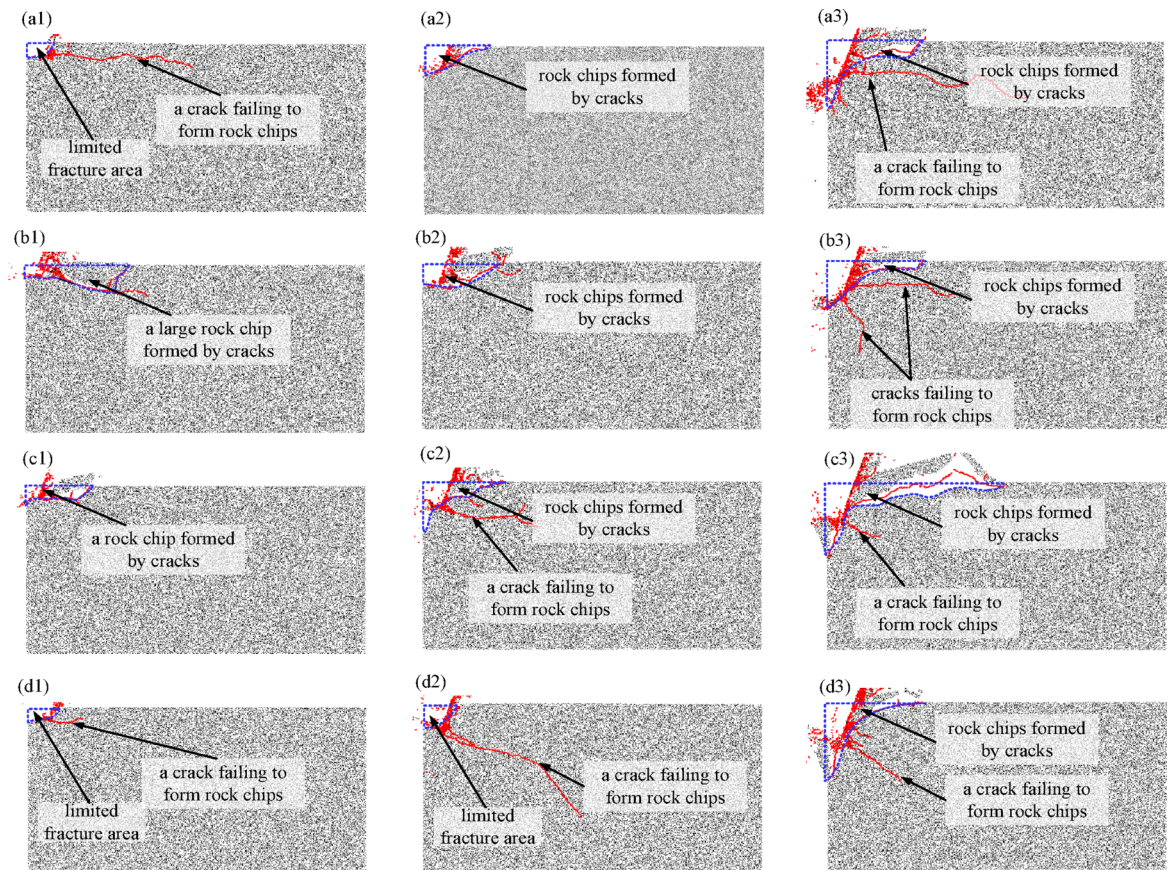 (a1)
a crack failing to
form rock chips
limited
fracture area
(a2)
rock chips formed
by cracks
(a3)
rock chips formed
by cracks
a crack failing to
form rock chips
(b1)
a large rock chip
formed by cracks
(b2)
rock chips formed
by cracks
(b3)
rock chips formed
by cracks
cracks failing to
form rock chips
(c1)
a rock chip formed
by cracks
(c2)
rock chips formed
by cracks
a crack failing to
form rock chips
(c3)
rock chips formed
by cracks
a crack failing to
form rock chips
(d1)
a crack failing to
form rock chips
limited
fracture area
(d2)
a crack failing to
form rock chips
limited
fracture area
(d3)
rock chips formed
by cracks
a crack failing to
form rock chips